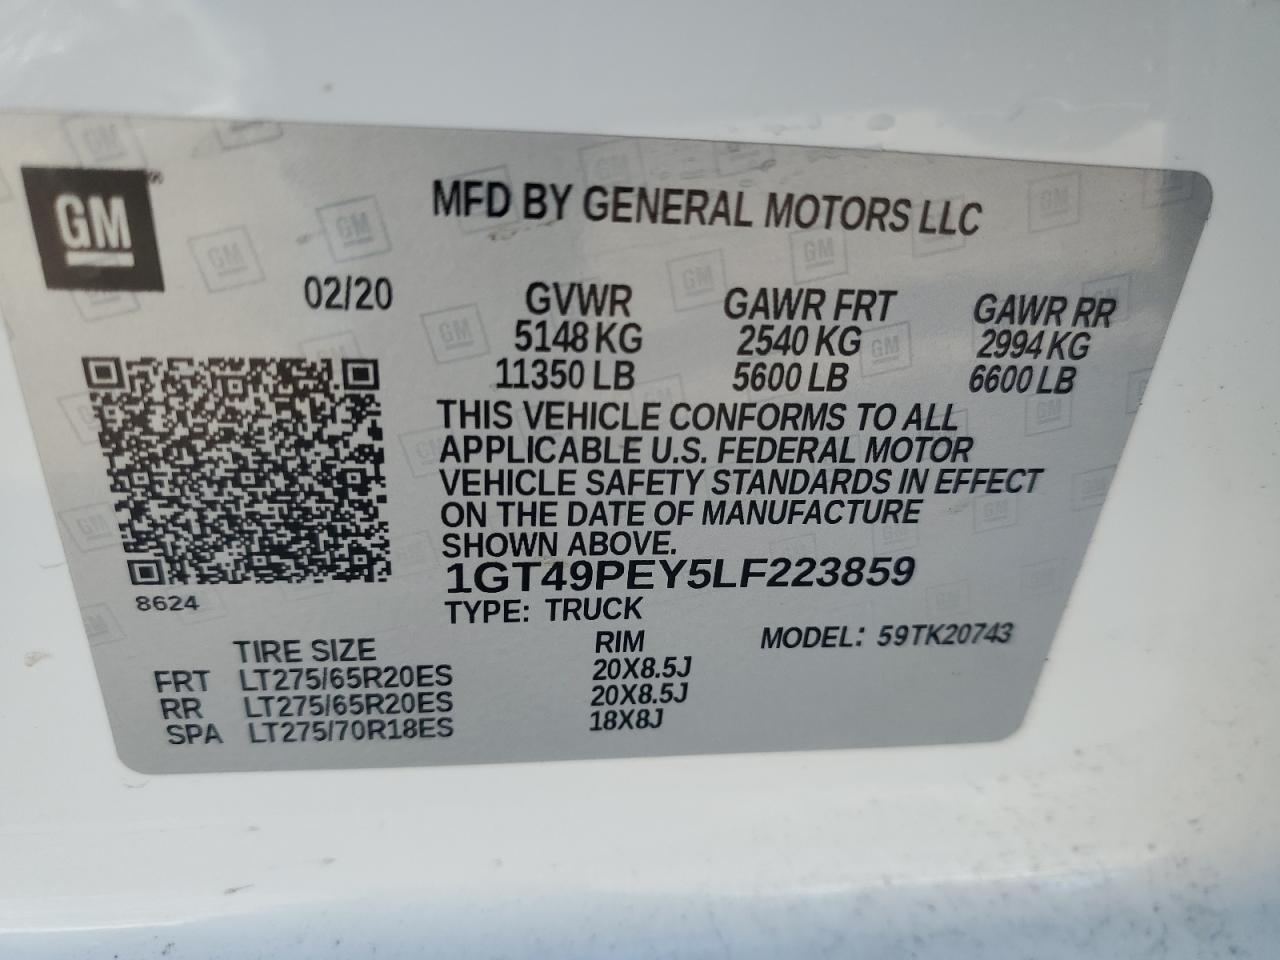 GM
MFD BY GENERAL MOTORS LLC
02/20
GVWR GAWR FRT GAWR RR
5148 KG 2540 KG 2994 KG
11350 LB 5600 LB 6600 LB
THIS VEHICLE CONFORMS TO ALL
APPLICABLE U.S. FEDERAL MOTOR
VEHICLE SAFETY STANDARDS IN EFFECT
ON THE DATE OF MANUFACTURE
SHOWN ABOVE.
1GT49PEY5LF223859
8624
TYPE: TRUCK
TIRE SIZE RIM MODEL: 59TK20743
FRT LT275/65R20ES 20X8.5J
RR LT275/65R20ES 20X8.5J
SPA LT275/70R18ES 18X8J